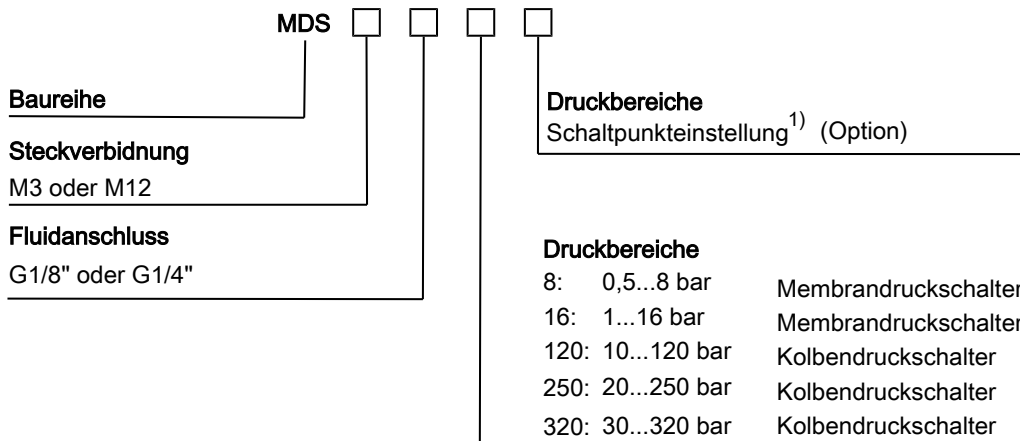 MDS
Baureihe
Steckverbidnung
M3 oder M12
Fluidanschluss
G1/8" oder G1/4"
Druckbereiche
Schaltpunkteinstellung1) (Option)
Druckbereiche
8: 0,5...8 bar Membrandruckschalter
16: 1...16 bar Membrandruckschalter
120: 10...120 bar Kolbendruckschalter
250: 20...250 bar Kolbendruckschalter
320: 30...320 bar Kolbendruckschalter